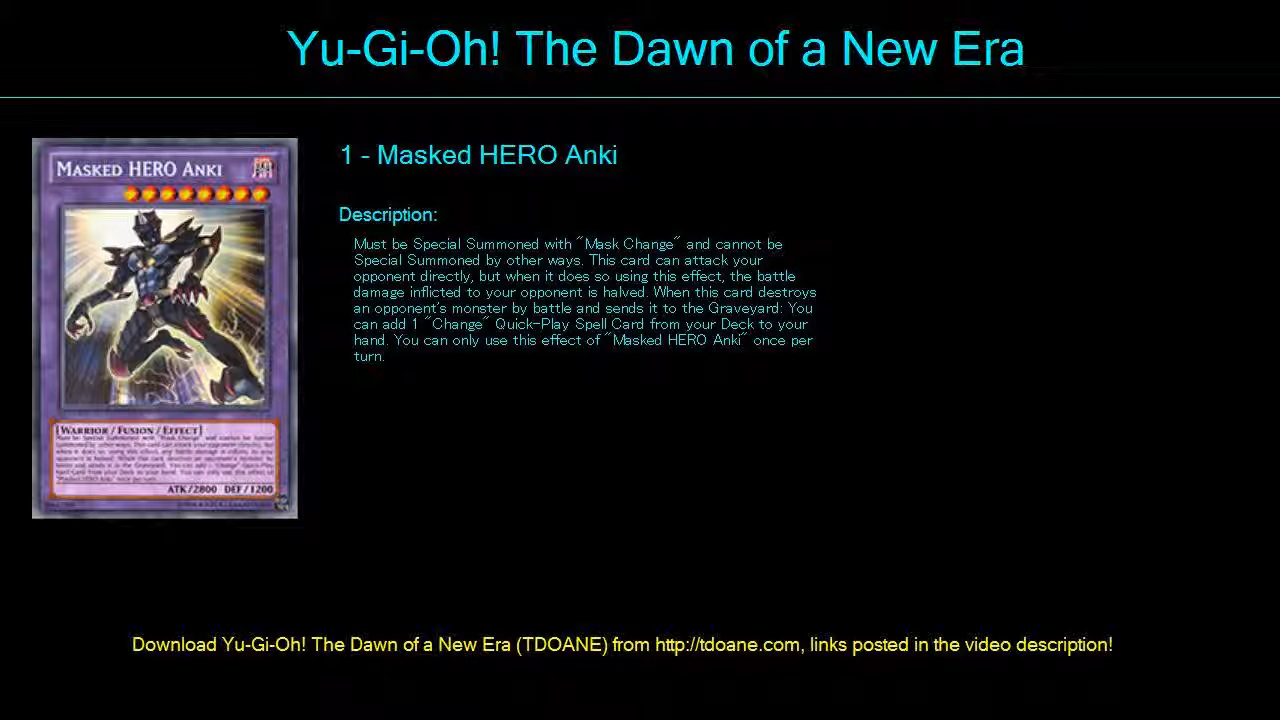 Yu-Gi-Oh! The Dawn of a New Era
MASKED HERO ANKI
1 - Masked HERO Anki
Description:
Must be Special Summoned with "Mask Change" and cannot be
Special Summoned by other ways. This card can attack your
opponent directly, but when it does so using this effect, the battle
damage inflicted to your opponent is halved. When this card destroys
an opponent's monster by battle and sends it to the Graveyard: You
can add 1 "Change" Quick-Play Spell Card from your Deck to your
hand. You can only use this effect of "Masked HERO Anki" once per
turn.
[WARRIOR / FUSION / EFFECT]
ATK/2800 DEF/1200
Download Yu-Gi-Oh! The Dawn of a New Era (TDOANE) from http://tdoane.com, links posted in the video description!